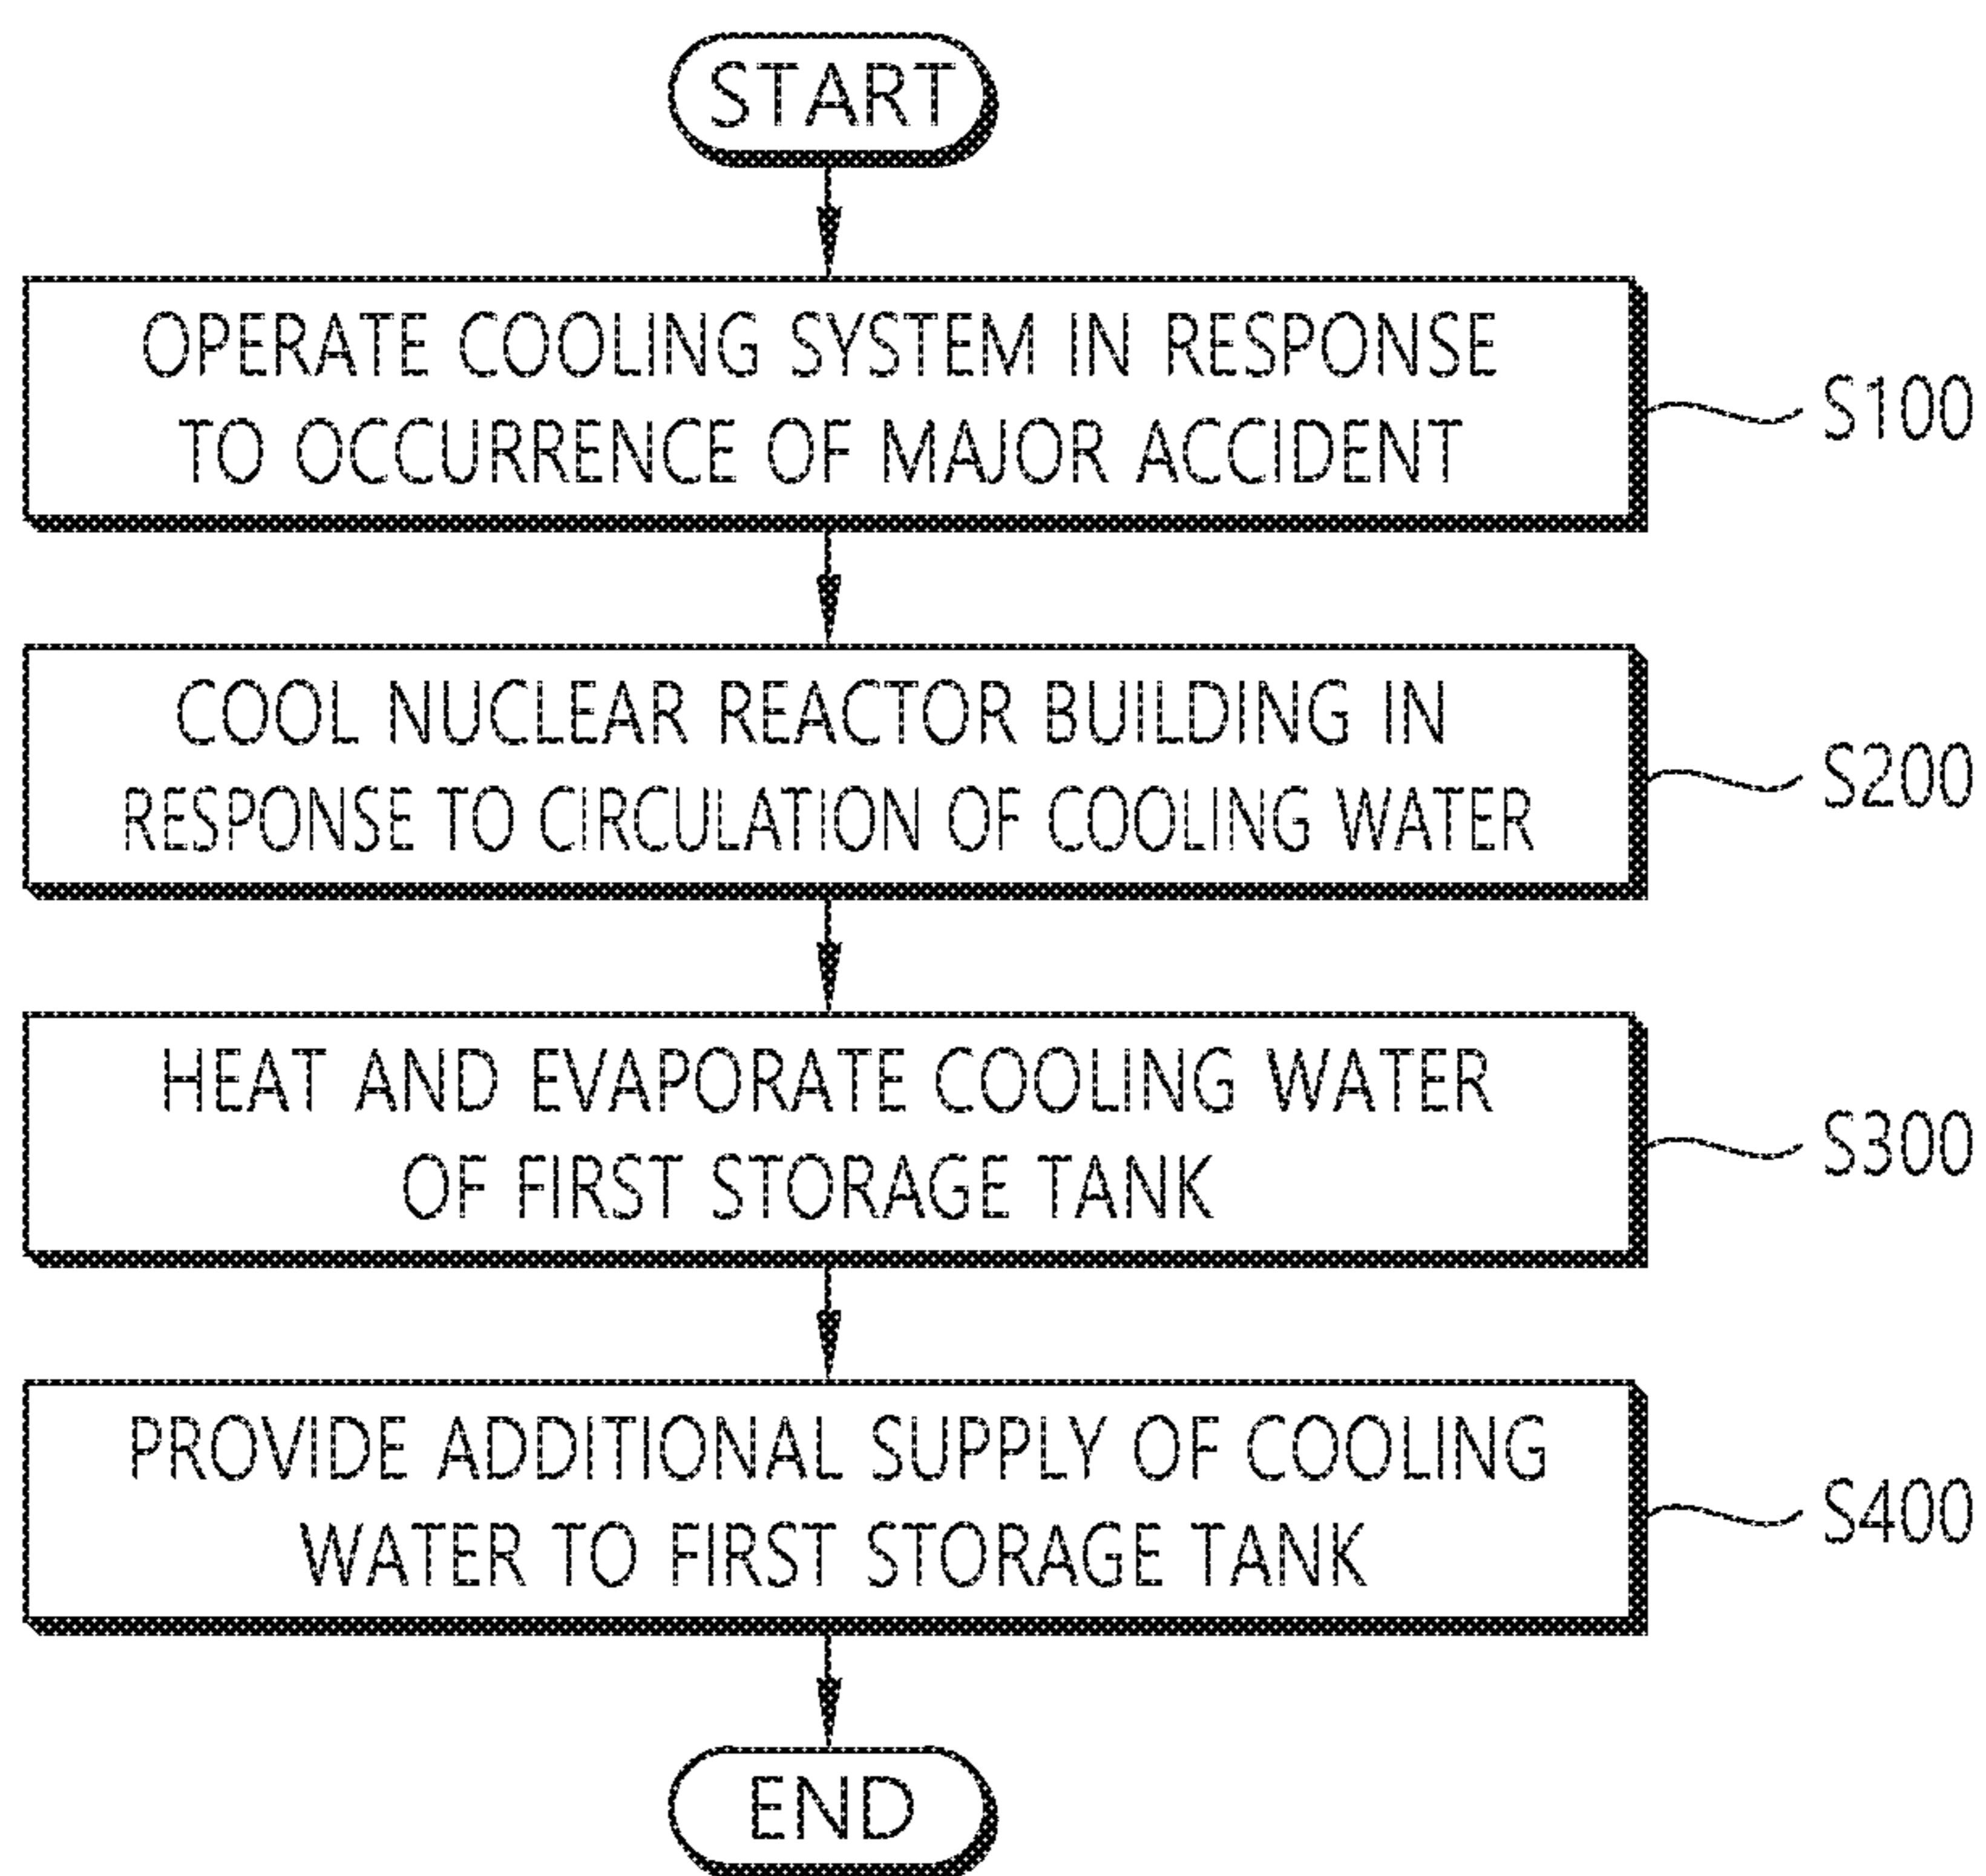 START
OPERATE COOLING SYSTEM IN RESPONSE
TO OCCURRENCE OF MAJOR ACCIDENT
S100
COOL NUCLEAR REACTOR BUILDING IN
RESPONSE TO CIRCULATION OF COOLING WATER
S200
HEAT AND EVAPORATE COOLING WATER
OF FIRST STORAGE TANK
S300
PROVIDE ADDITIONAL SUPPLY OF COOLING
WATER TO FIRST STORAGE TANK
S400
END